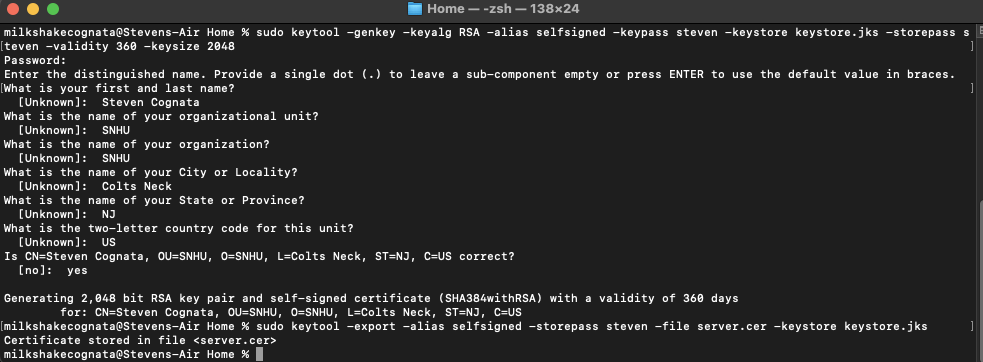 Home — -zsh — 138×24
milkshakecognata@Stevens-Air Home % sudo keytool -genkey -keyalg RSA -alias selfsigned -keypass steven -keystore keystore.jks -storepass s
[teven -validity 360 -keysize 2048 ]
Password:
Enter the distinguished name. Provide a single dot (.) to leave a sub-component empty or press ENTER to use the default value in braces.
[What is your first and last name? ]
[Unknown]: Steven Cognata
What is the name of your organizational unit?
[Unknown]: SNHU
What is the name of your organization?
[Unknown]: SNHU
What is the name of your City or Locality?
[Unknown]: Colts Neck
What is the name of your State or Province?
[Unknown]: NJ
What is the two-letter country code for this unit?
[Unknown]: US
Is CN=Steven Cognata, OU=SNHU, O=SNHU, L=Colts Neck, ST=NJ, C=US correct?
[no]: yes
Generating 2,048 bit RSA key pair and self-signed certificate (SHA384withRSA) with a validity of 360 days
for: CN=Steven Cognata, OU=SNHU, O=SNHU, L=Colts Neck, ST=NJ, C=US
[milkshakecognata@Stevens-Air Home % sudo keytool -export -alias selfsigned -storepass steven -file server.cer -keystore keystore.jks ]
Certificate stored in file <server.cer>
milkshakecognata@Stevens-Air Home %